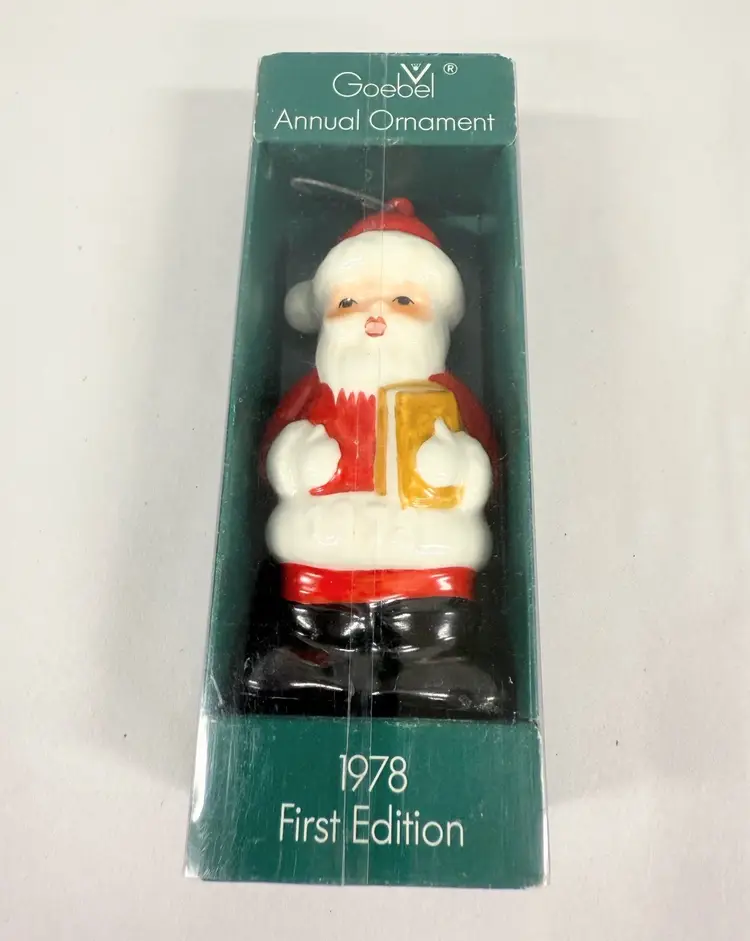 Goebel ®
Annual Ornament
1978
First Edition